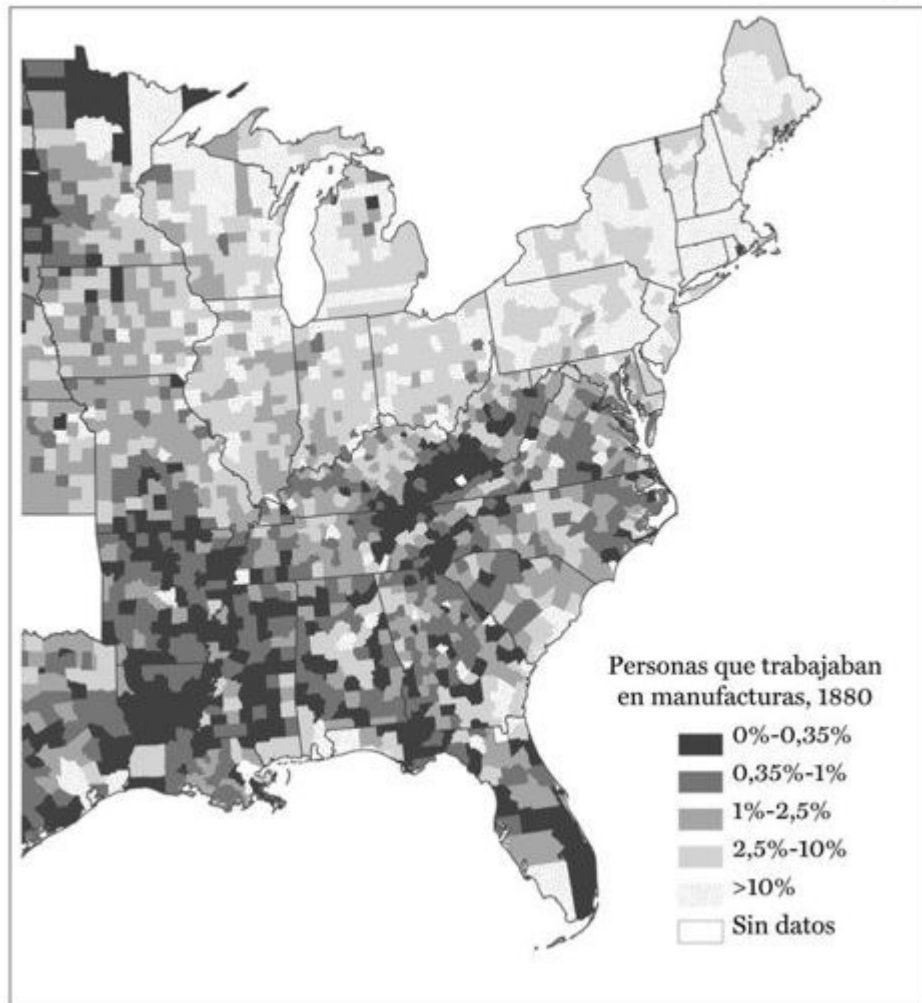 Personas que trabajaban
en manufacturas, 1880
0%-0,35%
0,35%-1%
1%-2,5%
2,5%-10%
>10%
Sin datos